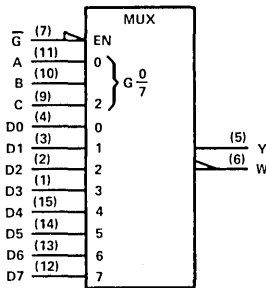 MUX
G̅ (7) EN
A (11) 0
B (10) G 0/7
C (9) 2
D0 (4) 0
D1 (3) 1 (5) Y
D2 (2) 2 (6) W
D3 (1) 3
D4 (15) 4
D5 (14) 5
D6 (13) 6
D7 (12) 7